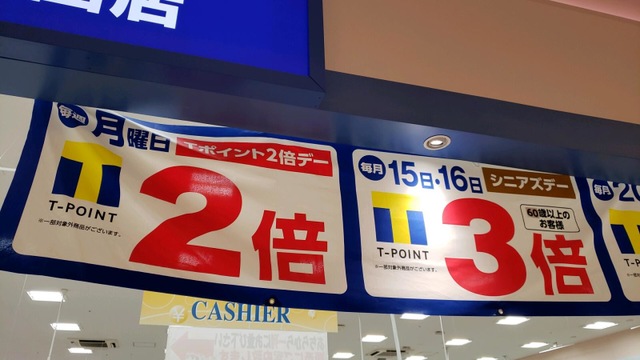 店
毎週
月曜日
Tポイント2倍デー
T
T-POINT
※一部対象外商品がございます。
2倍
毎月
15日・16日
シニアズデー
T
T-POINT
※一部対象外商品がございます。
60歳以上の
お客様
3倍
毎月
20
T
T-P
CASHIER